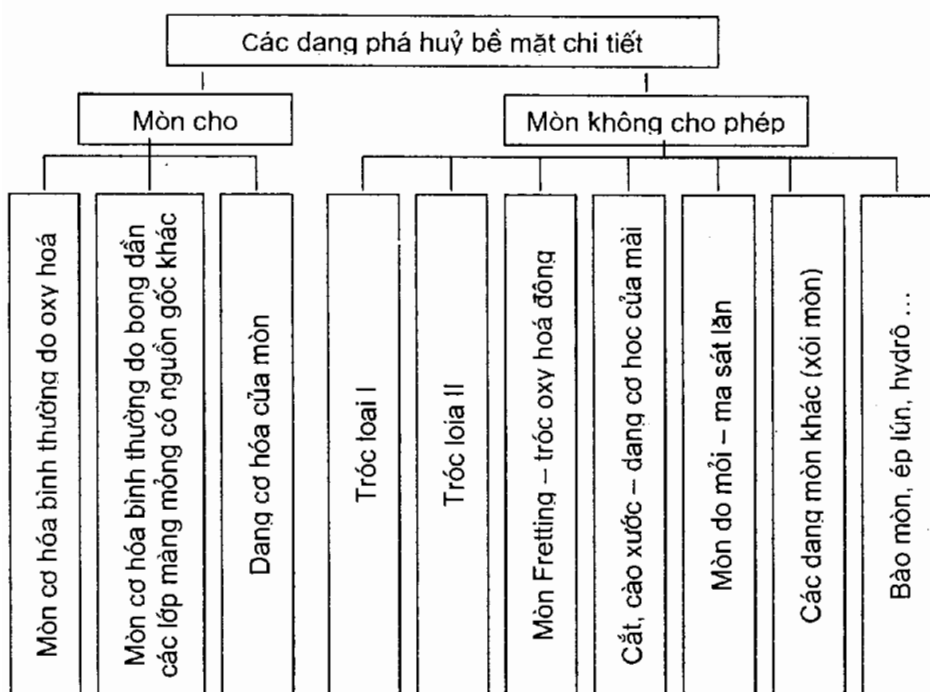 Các dạng phá huỷ bề mặt chi tiết
Mòn cho
Mòn không cho phép
Mòn cơ hóa bình thường do oxy hoá
Mòn cơ hóa bình thường do bong dần
các lớp màng mỏng có nguồn gốc khác
Dạng cơ hóa của mòn
Tróc loại I
Tróc loia II
Mòn Fretting – tróc oxy hoá động
Cắt, cào xước – dạng cơ học của mài
Mòn do mỏi – ma sát lăn
Các dạng mòn khác (xói mòn)
Bào mòn, ép lún, hydrô ...